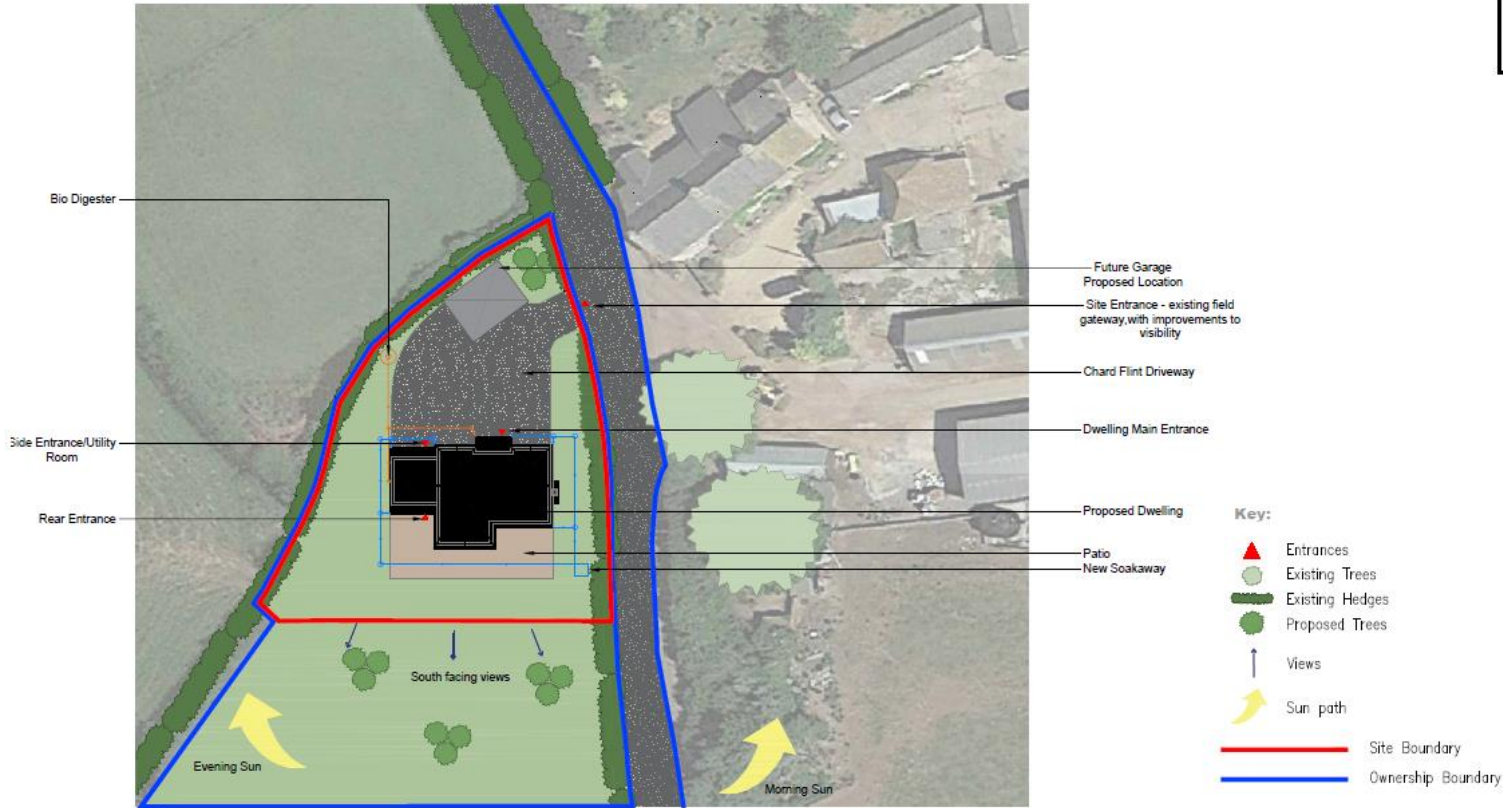 Bio Digester
Side Entrance/Utility
Room
Rear Entrance
Future Garage
Proposed Location
Site Entrance - existing field
gateway,with improvements to
visibility
Chard Flint Driveway
Dwelling Main Entrance
Proposed Dwelling
Patio
New Soakaway
South facing views
Evening Sun
Morning Sun
Key:
Entrances
Existing Trees
Existing Hedges
Proposed Trees
Views
Sun path
Site Boundary
Ownership Boundary